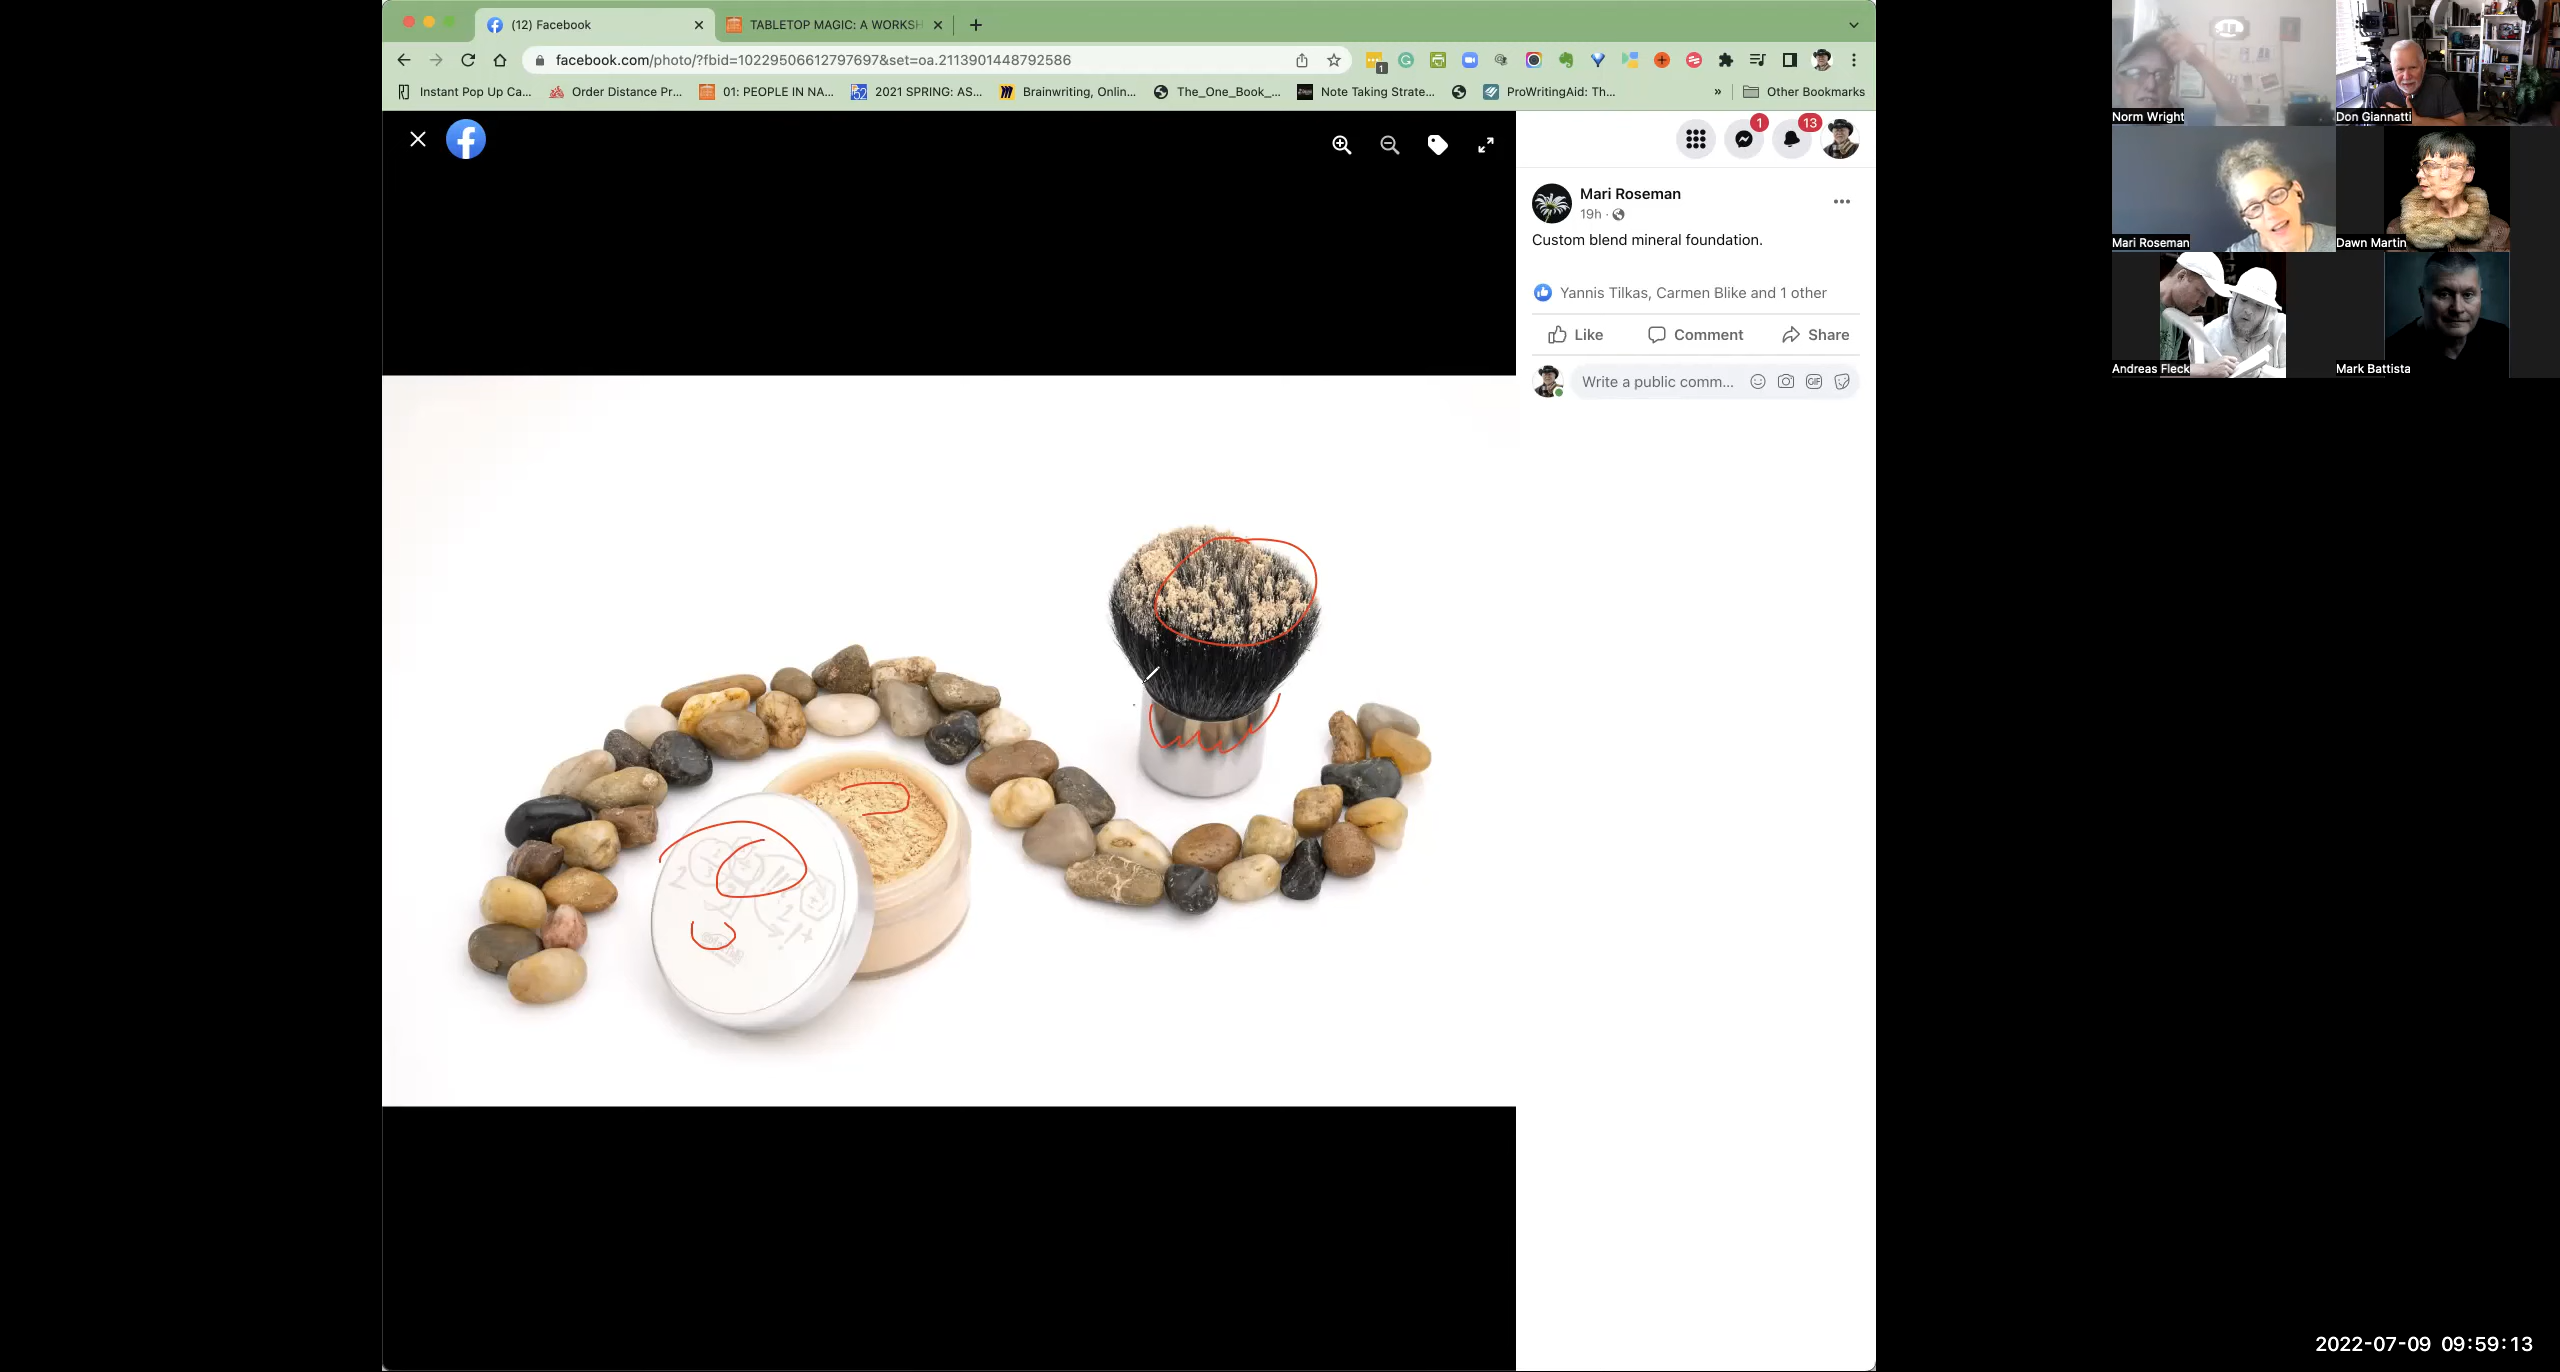 (12) Facebook
TABLETOP MAGIC: A WORKSH
facebook.com/photo/?fbid=10229506612797697&set=oa.2113901448792586
1
Instant Pop Up Ca...
Order Distance Pr...
01: PEOPLE IN NA...
52
2021 SPRING: AS...
Brainwriting, Onlin...
The_One_Book_...
Note Taking Strate...
ProWritingAid: Th...
»
Other Bookmarks
1
13
Mari Roseman
19h ·
Custom blend mineral foundation.
Yannis Tilkas, Carmen Blike and 1 other
Like
Comment
Share
Write a public comm...
GIF
Norm Wright
Don Giannatti
Mari Roseman
Dawn Martin
Andreas Fleck
Mark Battista
2022-07-09 09:59:13